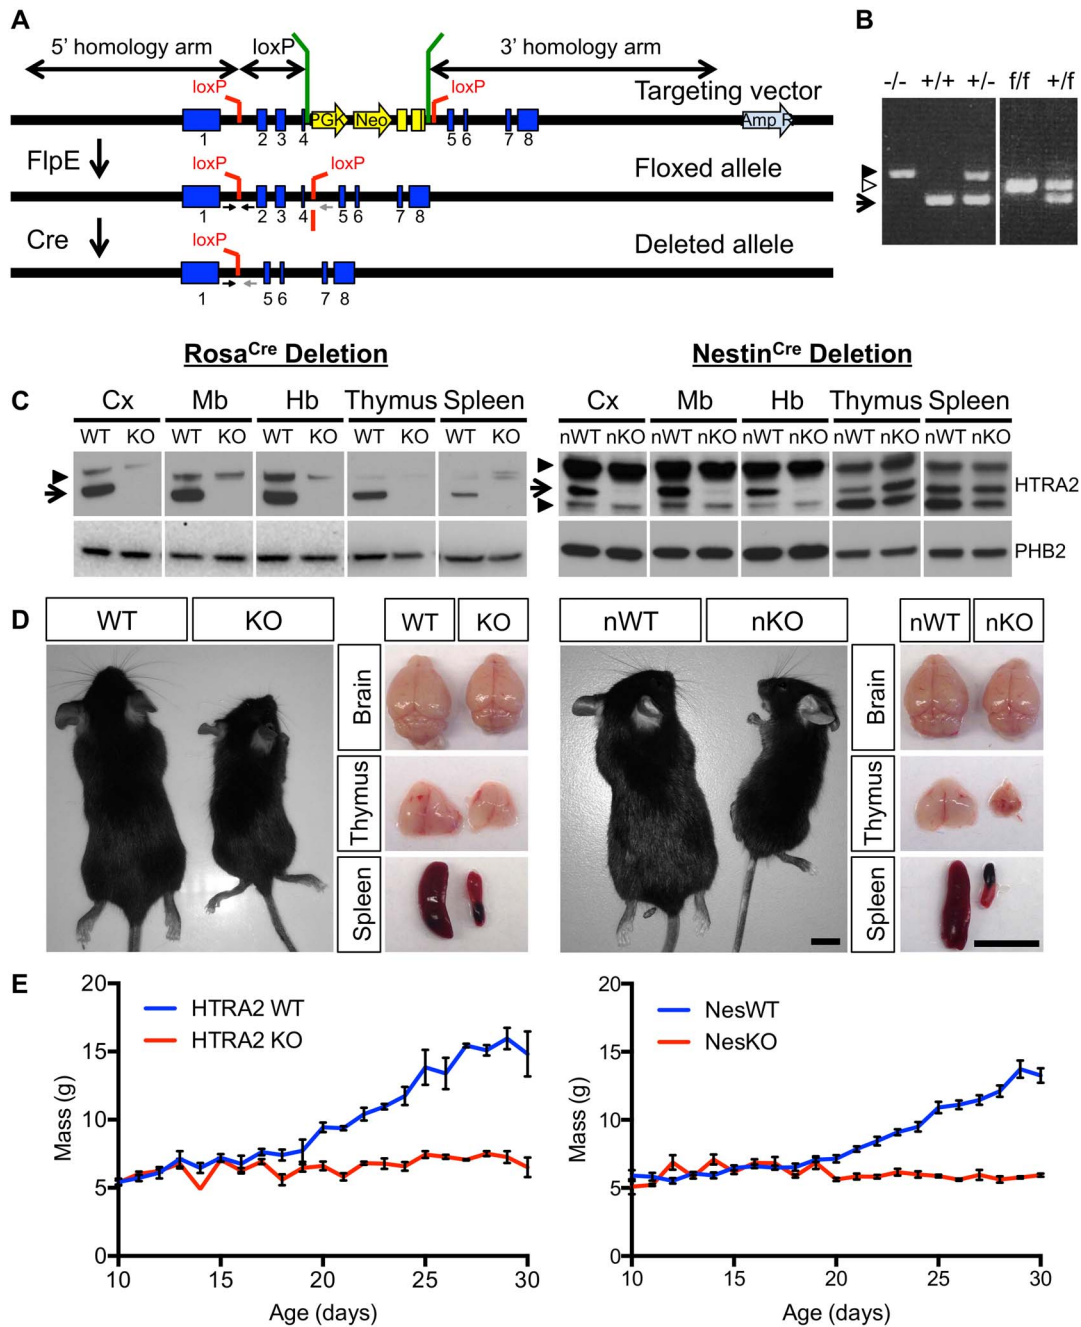 A
5’ homology arm
loxP
3’ homology arm
loxP
loxP
Targeting vector
PGK
Neo
Amp R
1
2
3
4
5
6
7
8
FlpE
loxP
loxP
Floxed allele
1
2
3
4
5
6
7
8
Cre
loxP
Deleted allele
1
5
6
7
8
B
-/-
+/+
+/-
f/f
+/f
RosaCre Deletion
NestinCre Deletion
C
Cx
Mb
Hb
Thymus
Spleen
WT KO WT KO WT KO WT KO WT KO
Cx
Mb
Hb
Thymus
Spleen
nWT nKO nWT nKO nWT nKO nWT nKO nWT nKO
HTRA2
PHB2
D
WT
KO
WT
KO
Brain
Thymus
Spleen
nWT
nKO
nWT
nKO
Brain
Thymus
Spleen
E
20
15
10
5
0
Mass (g)
HTRA2 WT
HTRA2 KO
10 15 20 25 30
Age (days)
20
15
10
5
0
Mass (g)
NesWT
NesKO
10 15 20 25 30
Age (days)